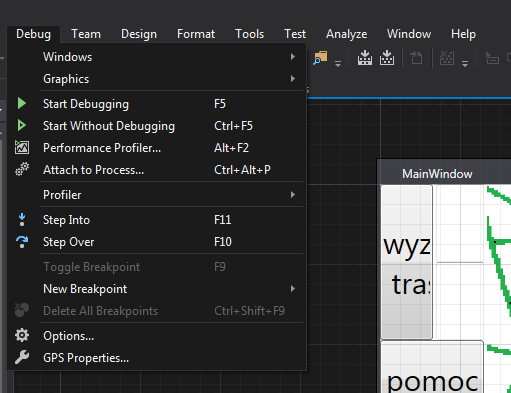 Debug Team Design Format Tools Test Analyze Window Help
Windows
Graphics
Start Debugging F5
Start Without Debugging Ctrl+F5
Performance Profiler... Alt+F2
Attach to Process... Ctrl+Alt+P
Profiler
Step Into F11
Step Over F10
Toggle Breakpoint F9
New Breakpoint
Delete All Breakpoints Ctrl+Shift+F9
Options...
GPS Properties...
MainWindow
wyz
tras
pomoc